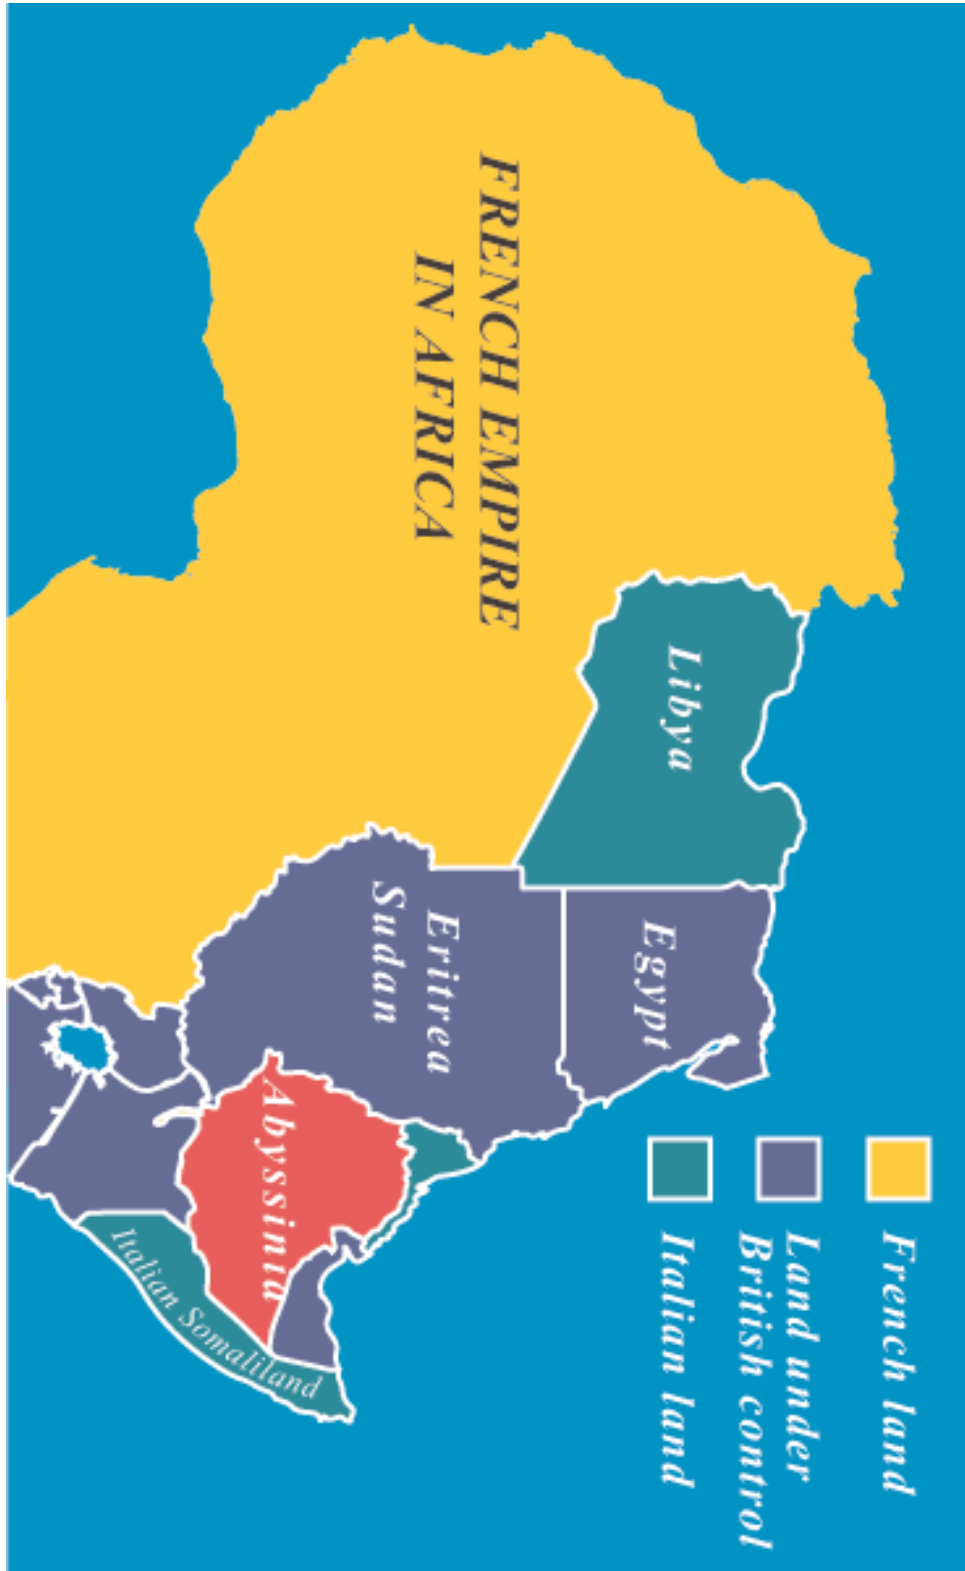 FRENCH EMPIRE
IN AFRICA
Libya
Egypt
Eritrea
Sudan
Abyssinia
Italian Somaliland
French land
Land under
British control
Italian land